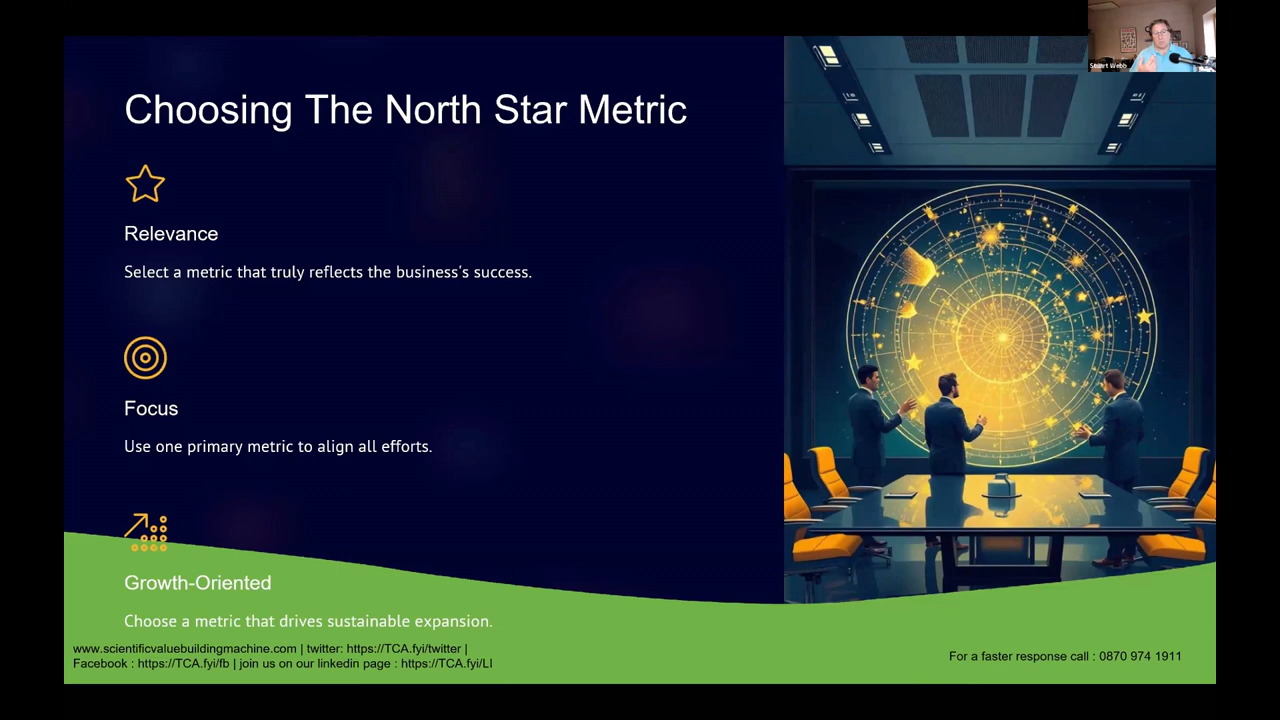 Stuart Webb
Choosing The North Star Metric
Relevance
Select a metric that truly reflects the business's success.
Focus
Use one primary metric to align all efforts.
Growth-Oriented
Choose a metric that drives sustainable expansion.
www.scientificvaluebuildingmachine.com | twitter: https://TCA.fyi/twitter |
Facebook : https://TCA.fyi/fb | join us on our linkedin page : https://TCA.fyi/LI
For a faster response call : 0870 974 1911